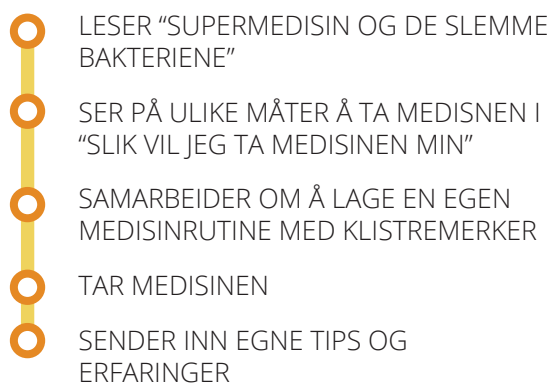 LESER “SUPERMEDISIN OG DE SLEMME
BAKTERIENE”
SER PÅ ULIKE MÅTER Å TA MEDISNEN I
“SLIK VIL JEG TA MEDISINEN MIN”
SAMARBEIDER OM Å LAGE EN EGEN
MEDISINRUTINE MED KLISTREMERKER
TAR MEDISINEN
SENDER INN EGNE TIPS OG
ERFARINGER